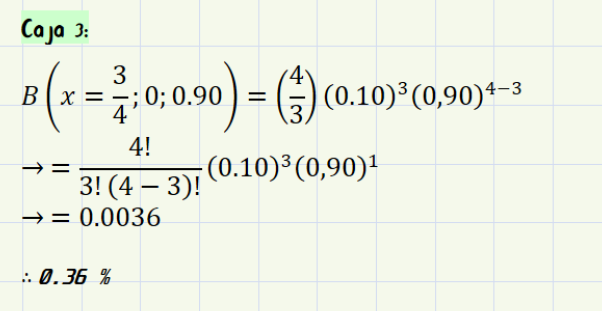 Caja 3:
B(x = 3/4; 0; 0.90) = (4/3) (0.10)³(0,90)⁴⁻³
→ = 4!/3! (4 − 3)! (0.10)³(0,90)¹
→ = 0.0036
∴ 0.36 %